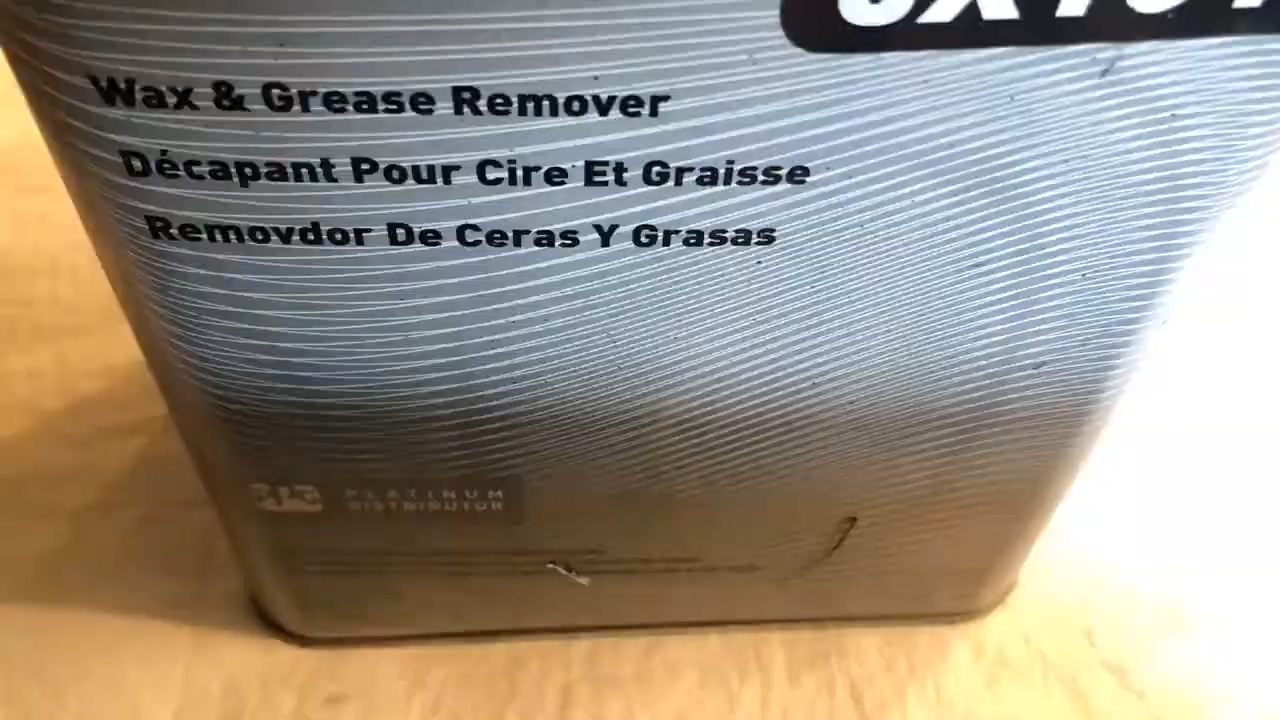 Wax & Grease Remover
Décapant Pour Cire Et Graisse
Removdor De Ceras Y Grasas
PLATINUM
DISTRIBUTOR